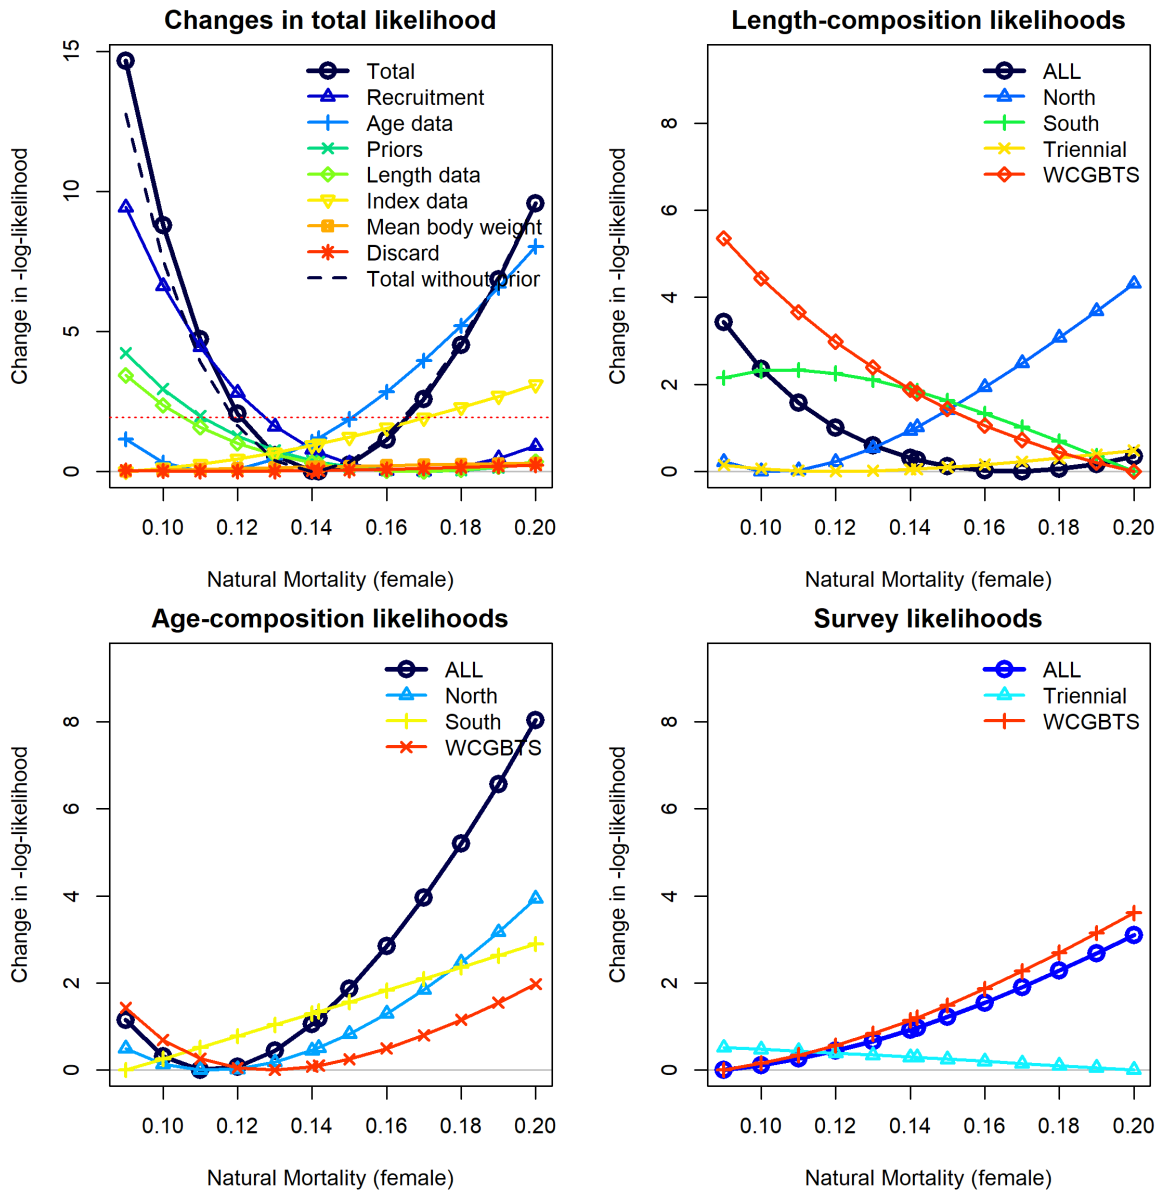 Changes in total likelihood
Change in -log-likelihood
15
10
5
0
Total
Recruitment
Age data
Priors
Length data
Index data
Mean body weight
Discard
Total without prior
0.10 0.12 0.14 0.16 0.18 0.20
Natural Mortality (female)
Length-composition likelihoods
Change in -log-likelihood
8
6
4
2
0
ALL
North
South
Triennial
WCGBTS
0.10 0.12 0.14 0.16 0.18 0.20
Natural Mortality (female)
Age-composition likelihoods
Change in -log-likelihood
8
6
4
2
0
ALL
North
South
WCGBTS
0.10 0.12 0.14 0.16 0.18 0.20
Natural Mortality (female)
Survey likelihoods
Change in -log-likelihood
8
6
4
2
0
ALL
Triennial
WCGBTS
0.10 0.12 0.14 0.16 0.18 0.20
Natural Mortality (female)